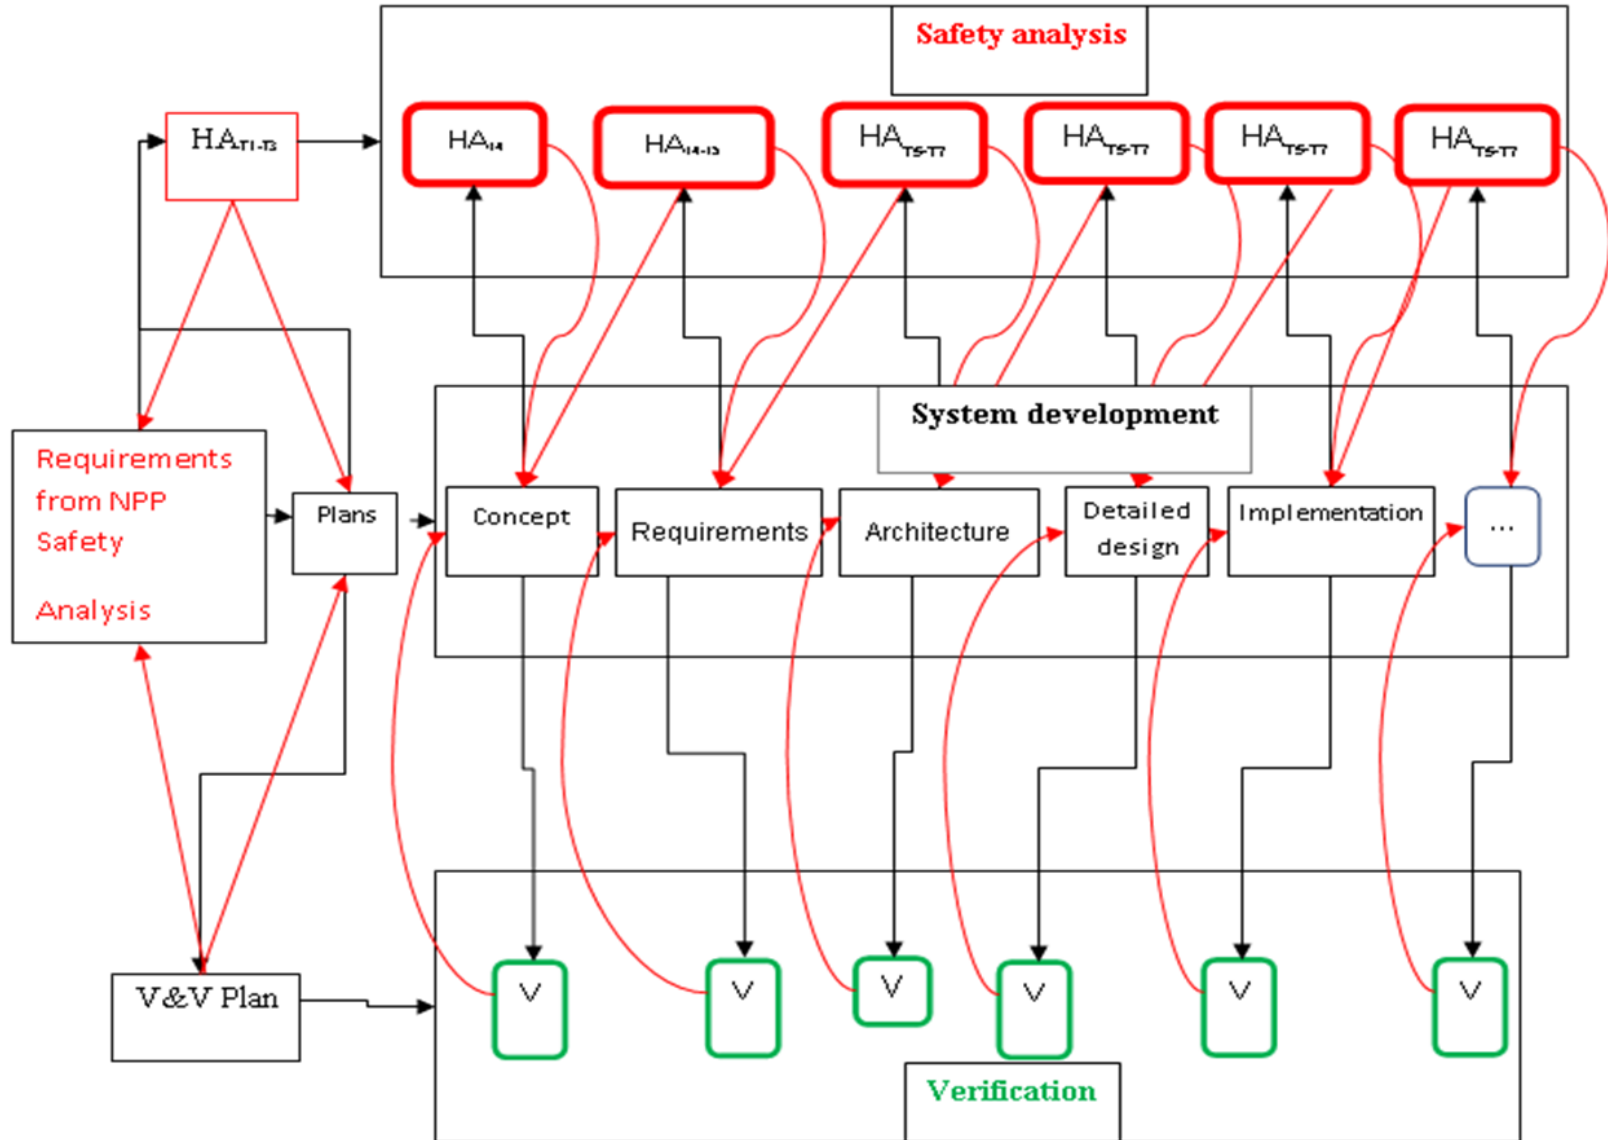 Safety analysis
HAT1-T3
HAT4
HAT4-T5
HAT5-T7
HAT5-T7
HAT5-T7
HAT5-T7
System development
Requirements
from NPP
Safety
Analysis
Plans
Concept
Requirements
Architecture
Detailed
design
Implementation
...
V&V Plan
V
V
V
V
V
V
Verification